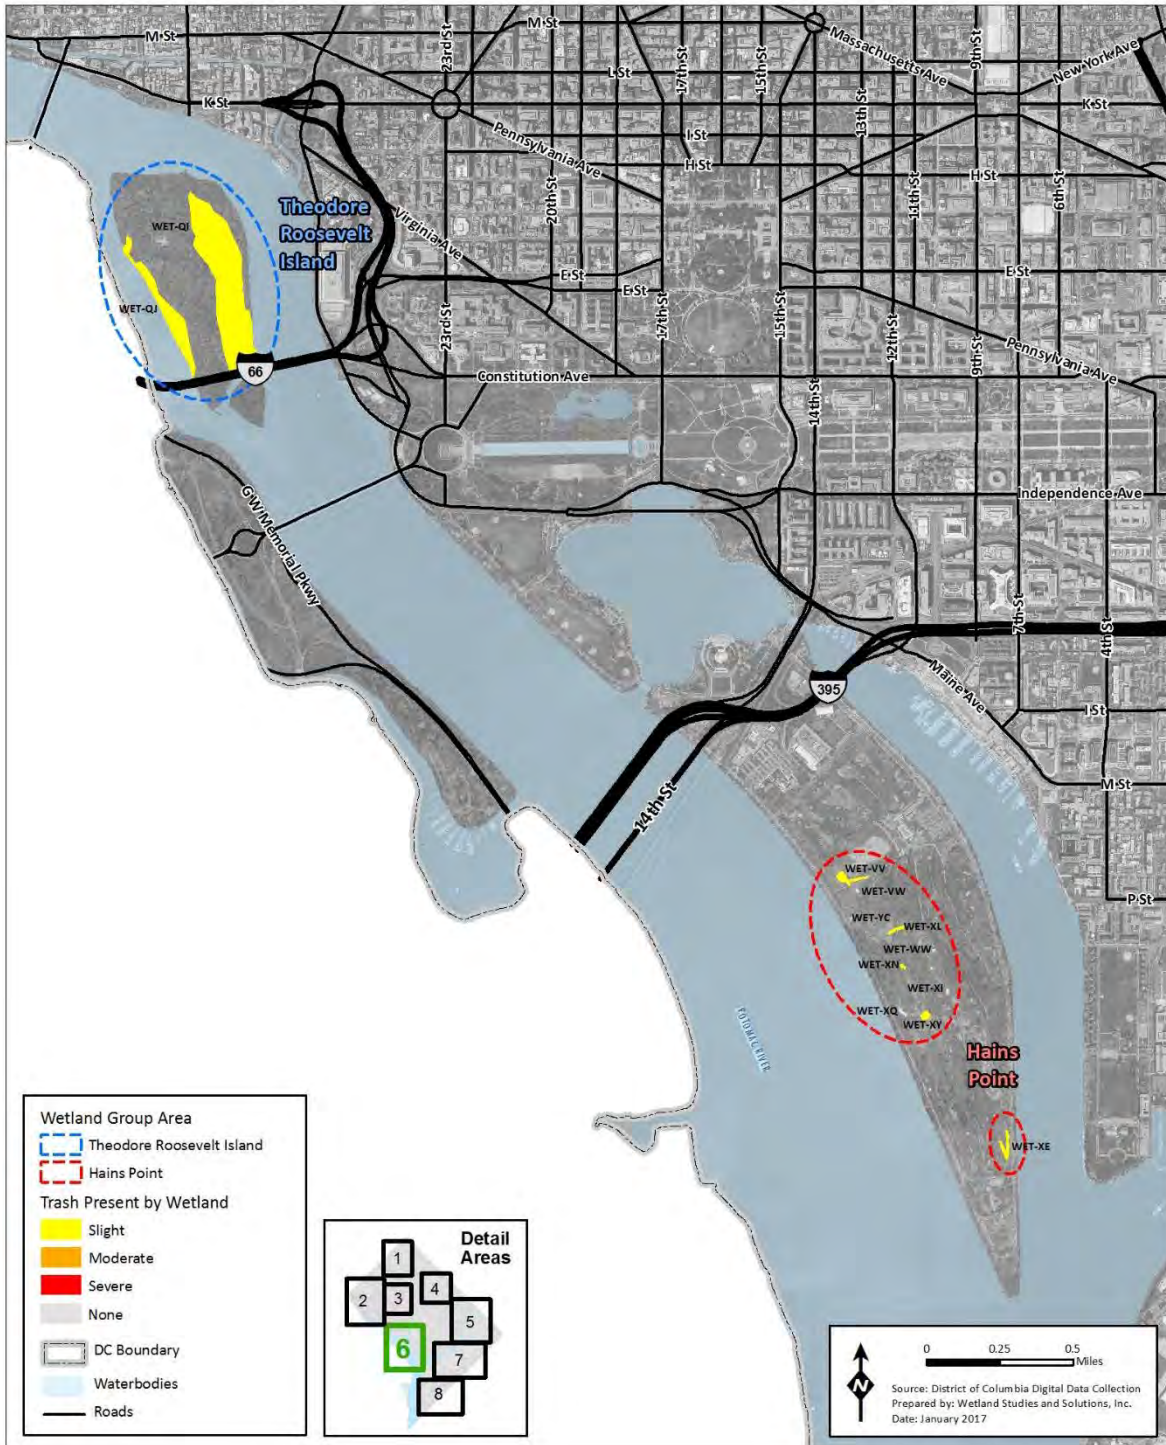 M St
M St
Massachusetts Ave
New York Ave
23rd St
17th St
15th St
9th St
L St
K St
K St
13th St
Pennsylvania Ave
I St
H St
H St
20th St
11th St
6th St
Virginia Ave
Theodore
Roosevelt
Island
WET-QI
WET-QJ
E St
E St
E St
23rd St
17th St
15th St
12th St
9th St
Pennsylvania Ave
66
Constitution Ave
14th St
Independence Ave
GW Memorial Pkwy
7th St
4th St
395
Maine Ave
I St
M St
14th St
P St
WET-VV
WET-VW
WET-YC
WET-XL
WET-WW
WET-XN
WET-XI
WET-XQ
WET-XY
POTOMAC RIVER
Hains
Point
WET-XE
Wetland Group Area
Theodore Roosevelt Island
Hains Point
Trash Present by Wetland
Slight
Moderate
Severe
None
DC Boundary
Waterbodies
Roads
Detail
Areas
1
2
3
4
5
6
7
8
N
0 0.25 0.5
Miles
Source: District of Columbia Digital Data Collection
Prepared by: Wetland Studies and Solutions, Inc.
Date: January 2017